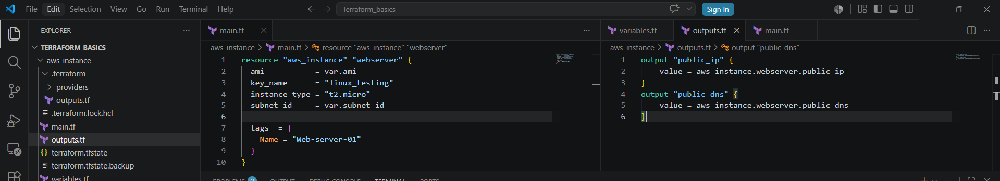 File Edit Selection View Go Run Terminal Help
Terraform_basics
Sign In
EXPLORER
TERRAFORM_BASICS
aws_instance
.terraform
providers
outputs.tf
.terraform.lock.hcl
main.tf
outputs.tf
terraform.tfstate
terraform.tfstate.backup
variables.tf
main.tf
aws_instance > main.tf > resource "aws_instance" "webserver"
1 resource "aws_instance" "webserver" {
2   ami           = var.ami
3   key_name      = "linux_testing"
4   instance_type = "t2.micro"
5   subnet_id     = var.subnet_id
6
7   tags  = {
8     Name = "Web-server-01"
9   }
10 }
variables.tf outputs.tf main.tf
aws_instance > outputs.tf > output "public_dns"
1 output "public_ip" {
2     value = aws_instance.webserver.public_ip
3 }
4 output "public_dns" {
5     value = aws_instance.webserver.public_dns
6 }
PROBLEMS 2 OUTPUT DEBUG CONSOLE TERMINAL PORTS